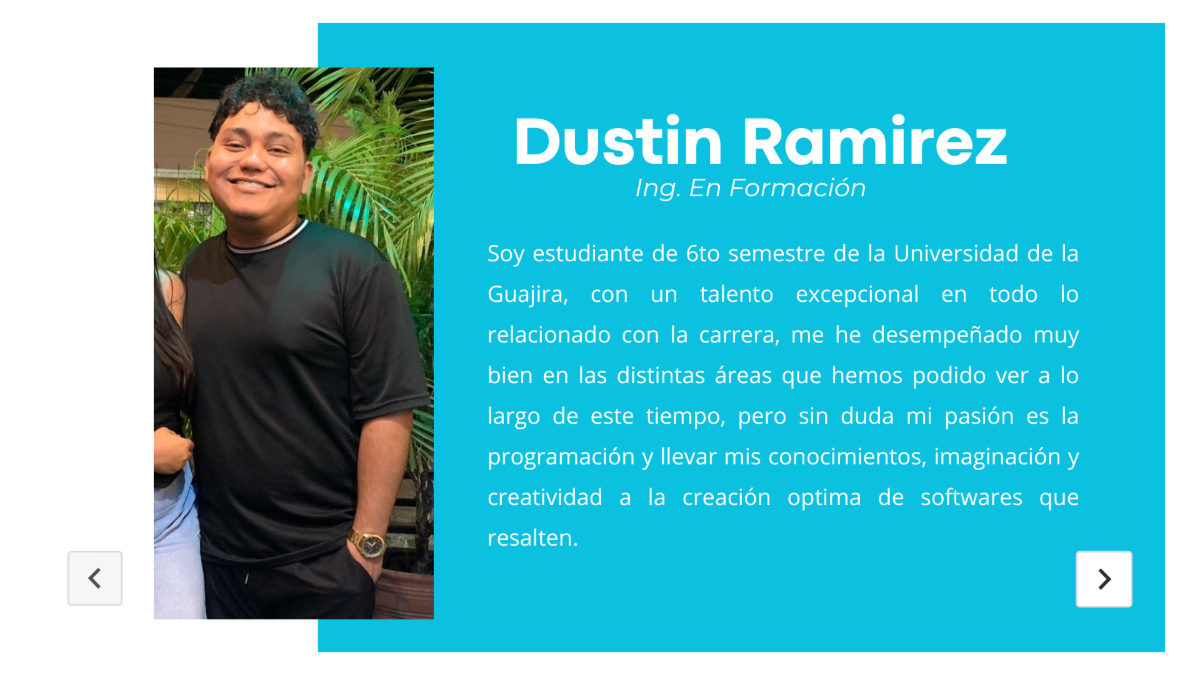 Dustin Ramirez
Ing. En Formación
Soy estudiante de 6to semestre de la Universidad de la
Guajira, con un talento excepcional en todo lo
relacionado con la carrera, me he desempeñado muy
bien en las distintas áreas que hemos podido ver a lo
largo de este tiempo, pero sin duda mi pasión es la
programación y llevar mis conocimientos, imaginación y
creatividad a la creación optima de softwares que
resalten.